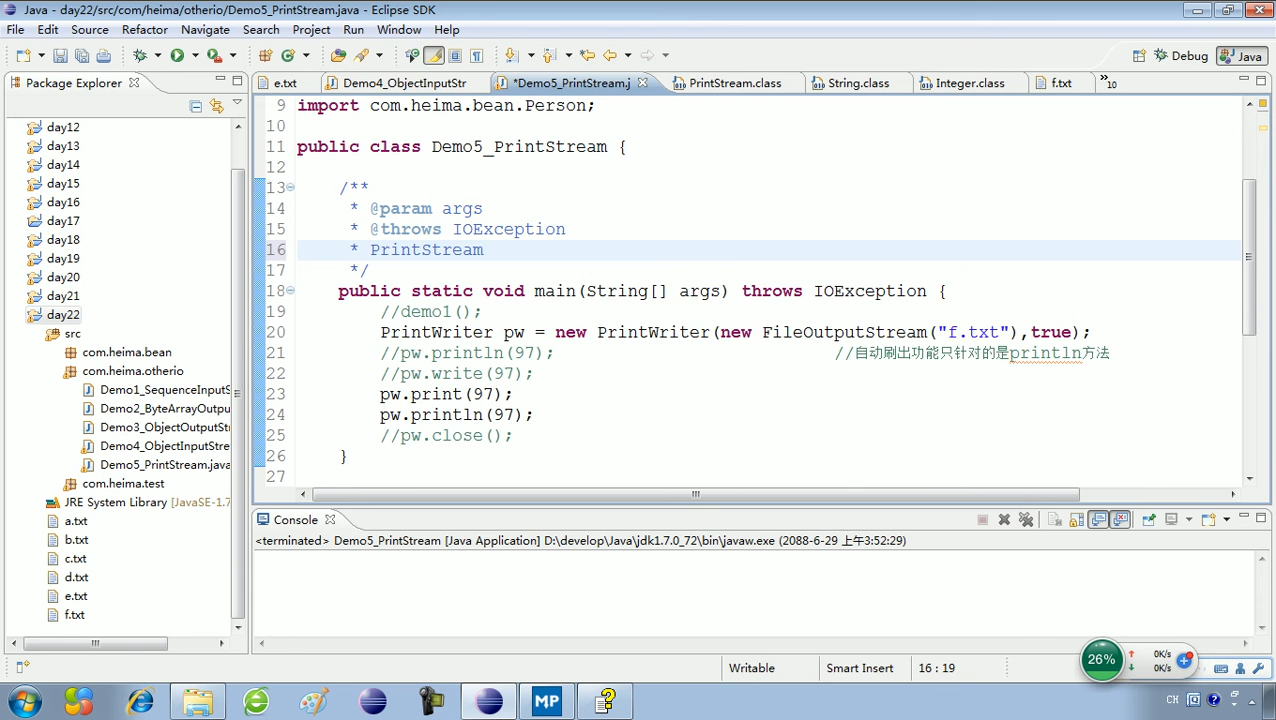 Java - day22/src/com/heima/otherio/Demo5_PrintStream.java - Eclipse SDK
File Edit Source Refactor Navigate Search Project Run Window Help
Debug Java
Package Explorer
e.txt Demo4_ObjectInputStr *Demo5_PrintStream.j PrintStream.class String.class Integer.class f.txt »10
day12
day13
day14
day15
day16
day17
day18
day19
day20
day21
day22
src
com.heima.bean
com.heima.otherio
Demo1_SequenceInputS
Demo2_ByteArrayOutpu
Demo3_ObjectOutputSt
Demo4_ObjectInputStre
Demo5_PrintStream.java
com.heima.test
JRE System Library [JavaSE-1.7
a.txt
b.txt
c.txt
d.txt
e.txt
f.txt
9 import com.heima.bean.Person;
10
11 public class Demo5_PrintStream {
12
13 /**
14 * @param args
15 * @throws IOException
16 * PrintStream
17 */
18 public static void main(String[] args) throws IOException {
19 //demo1();
20 PrintWriter pw = new PrintWriter(new FileOutputStream("f.txt"),true);
21 //pw.println(97); //自动刷出功能只针对的是println方法
22 //pw.write(97);
23 pw.print(97);
24 pw.println(97);
25 //pw.close();
26 }
27
Console
<terminated> Demo5_PrintStream [Java Application] D:\develop\Java\jdk1.7.0_72\bin\javaw.exe (2088-6-29 上午3:52:29)
Writable Smart Insert 16 : 19
26% 0K/s
0K/s
MP
CH